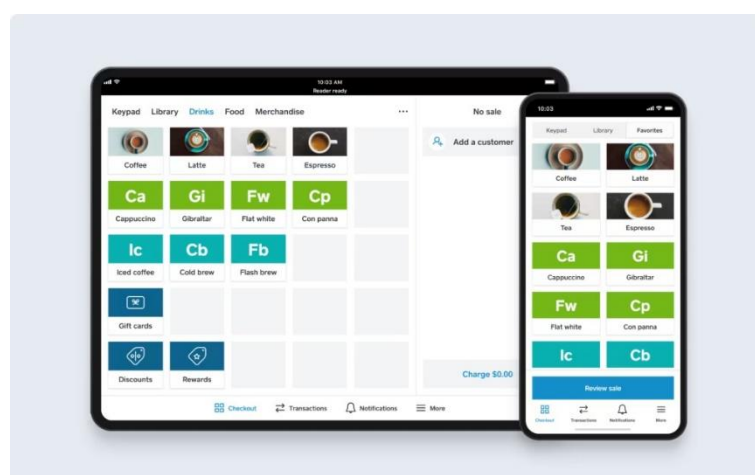 10:03 AM
Reader ready
Keypad Library Drinks Food Merchandise ...
No sale
Add a customer
Coffee Latte Tea Espresso
Ca Gi Fw Cp
Cappuccino Gibraltar Flat white Con panna
Ic Cb Fb
Iced coffee Cold brew Flash brew
Gift cards
Discounts Rewards
Charge $0.00
Checkout Transactions Notifications More
10:03
Keypad Library Favorites
Coffee Latte
Tea Espresso
Ca Gi
Cappuccino Gibraltar
Fw Cp
Flat white Con panna
Ic Cb
Review sale
Checkout Transactions Notifications More